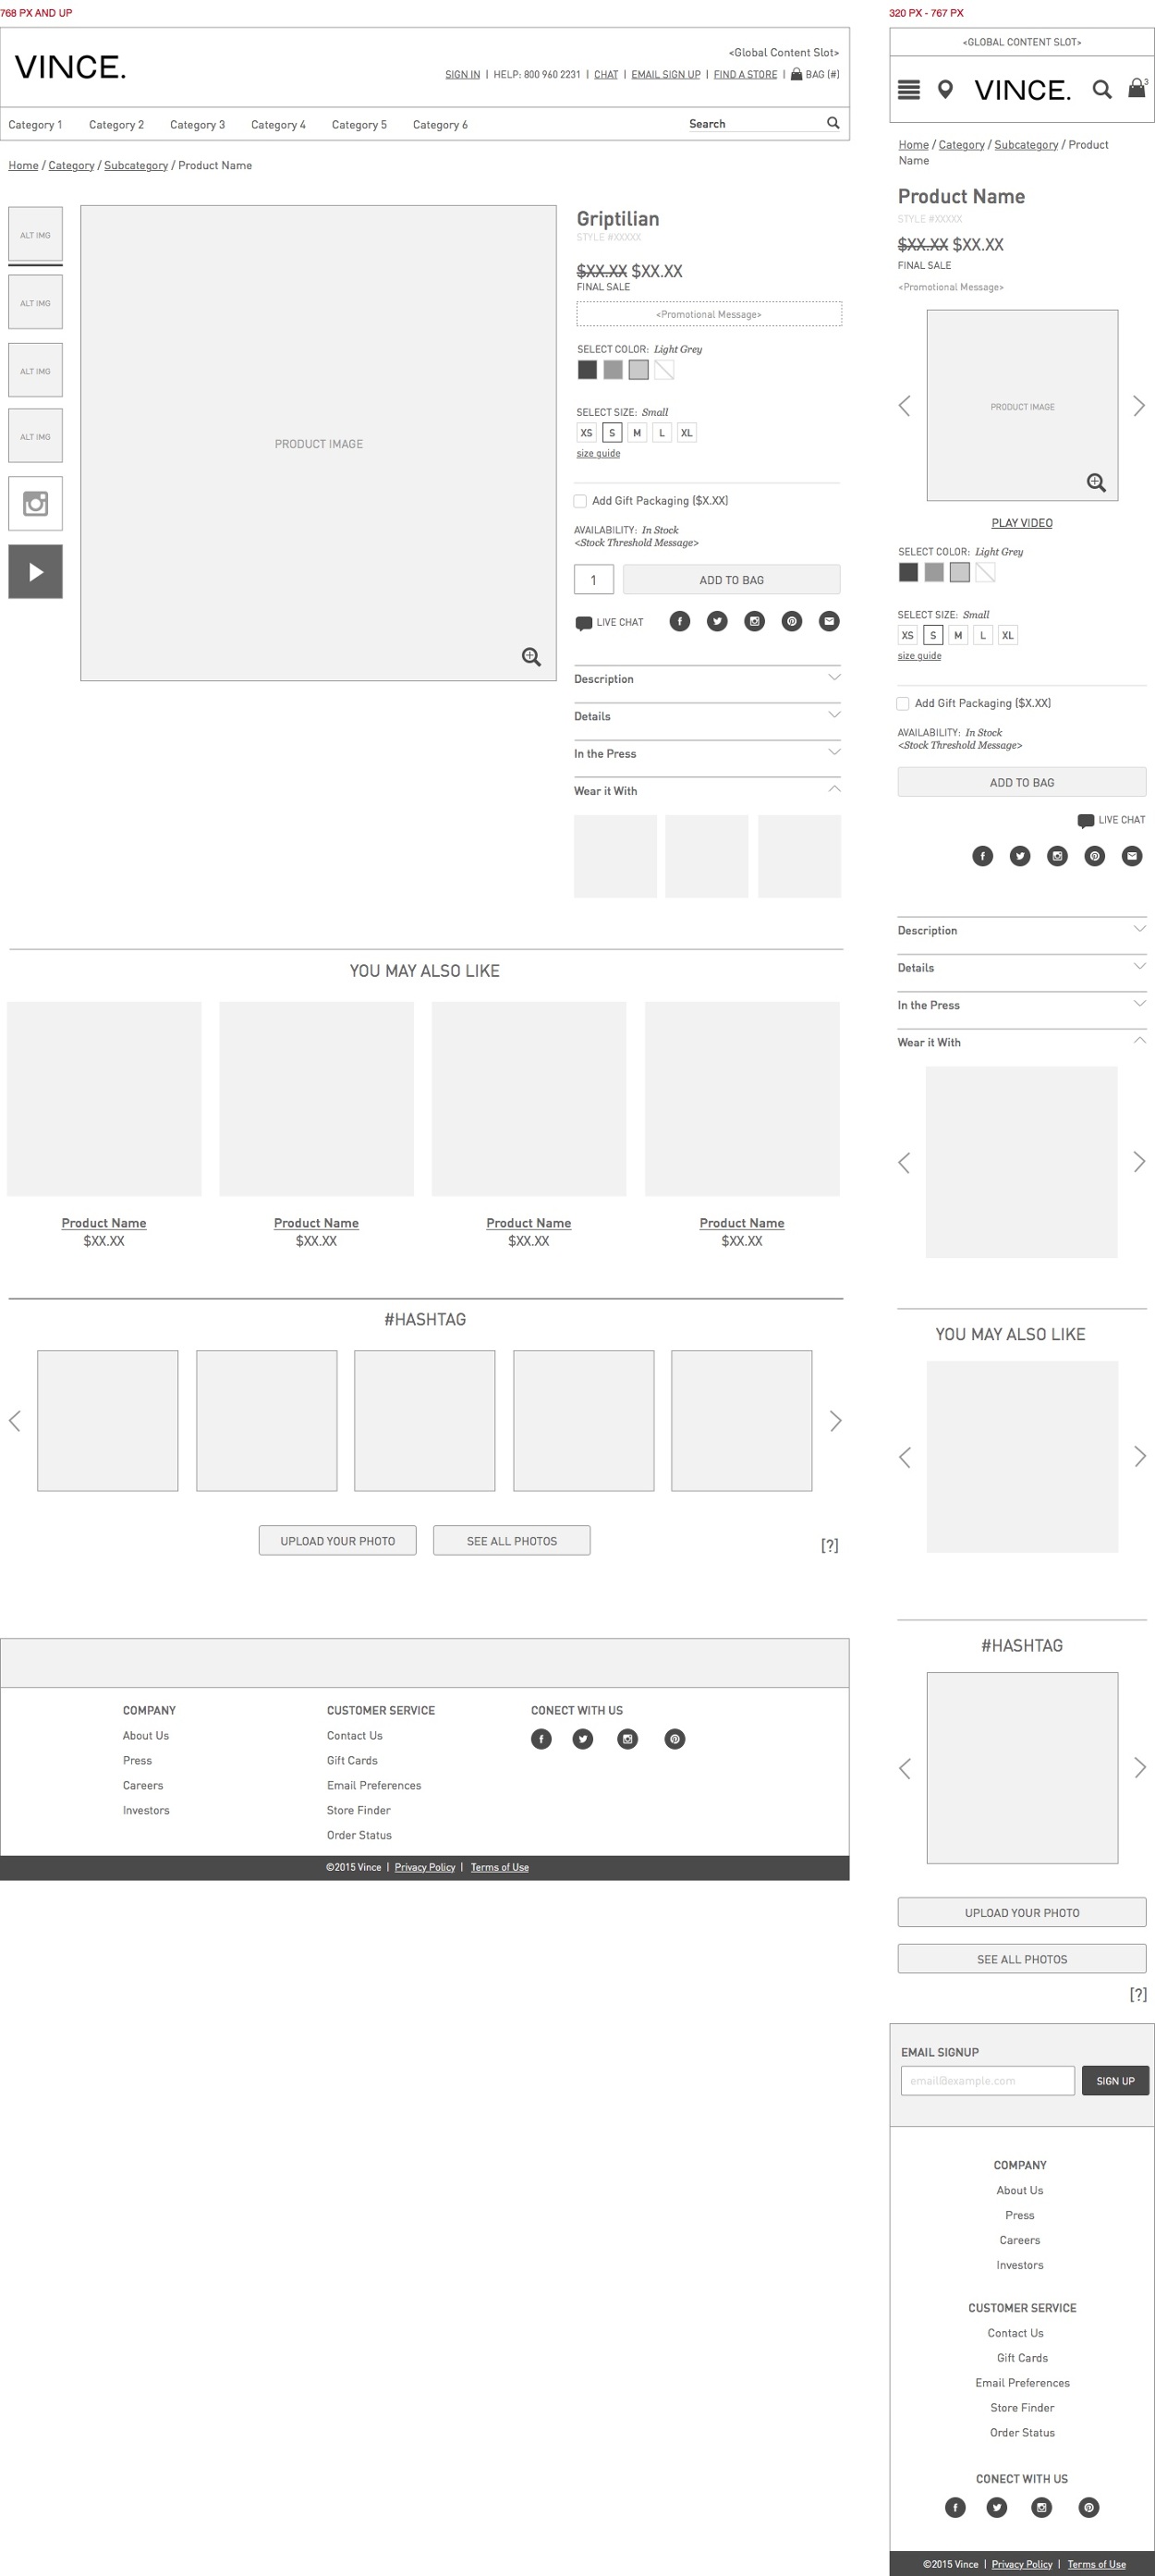 768 PX AND UP
VINCE.
<Global Content Slot>
SIGN IN | HELP: 800 960 2231 | CHAT | EMAIL SIGN UP | FIND A STORE | BAG (#)
Category 1 Category 2 Category 3 Category 4 Category 5 Category 6 Search
Home / Category / Subcategory / Product Name
ALT IMG
ALT IMG
ALT IMG
ALT IMG
PRODUCT IMAGE
Griptilian
STYLE #XXXXX
$XX.XX $XX.XX
FINAL SALE
<Promotional Message>
SELECT COLOR: Light Grey
SELECT SIZE: Small
XS S M L XL
size guide
Add Gift Packaging ($X.XX)
AVAILABILITY: In Stock
<Stock Threshold Message>
1 ADD TO BAG
LIVE CHAT
Description
Details
In the Press
Wear it With
YOU MAY ALSO LIKE
Product Name Product Name Product Name Product Name
$XX.XX $XX.XX $XX.XX $XX.XX
#HASHTAG
UPLOAD YOUR PHOTO SEE ALL PHOTOS [?]
COMPANY
About Us
Press
Careers
Investors
CUSTOMER SERVICE
Contact Us
Gift Cards
Email Preferences
Store Finder
Order Status
CONECT WITH US
©2015 Vince | Privacy Policy | Terms of Use
320 PX - 767 PX
<GLOBAL CONTENT SLOT>
VINCE. 3
Home / Category / Subcategory / Product
Name
Product Name
STYLE #XXXXX
$XX.XX $XX.XX
FINAL SALE
<Promotional Message>
PRODUCT IMAGE
PLAY VIDEO
SELECT COLOR: Light Grey
SELECT SIZE: Small
XS S M L XL
size guide
Add Gift Packaging ($X.XX)
AVAILABILITY: In Stock
<Stock Threshold Message>
ADD TO BAG
LIVE CHAT
Description
Details
In the Press
Wear it With
YOU MAY ALSO LIKE
#HASHTAG
UPLOAD YOUR PHOTO
SEE ALL PHOTOS
[?]
EMAIL SIGNUP
email@example.com SIGN UP
COMPANY
About Us
Press
Careers
Investors
CUSTOMER SERVICE
Contact Us
Gift Cards
Email Preferences
Store Finder
Order Status
CONECT WITH US
©2015 Vince | Privacy Policy | Terms of Use